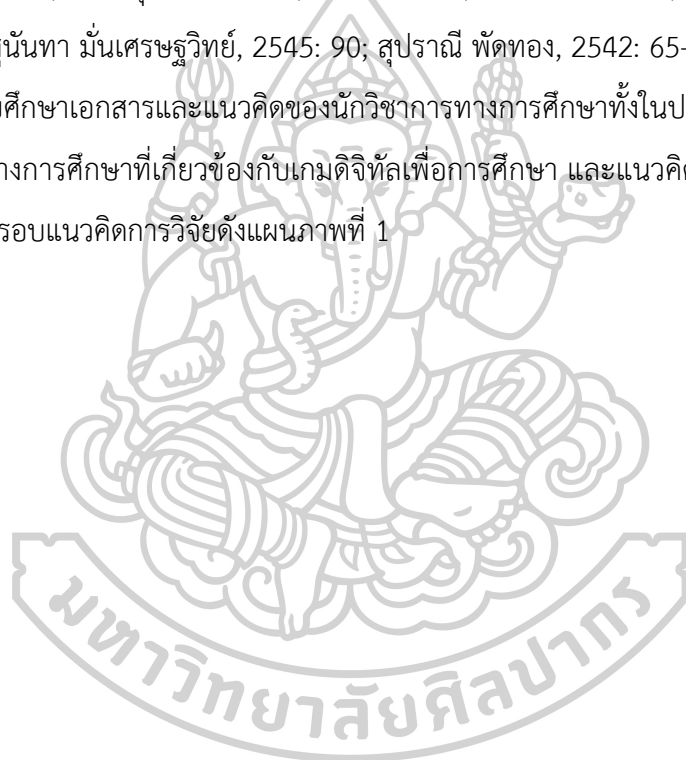 สุนันทา มั่นเศรษฐวิทย์, 2545: 90; สุปราณี พัดทอง, 2542: 65-
ศึกษาเอกสารและแนวคิดของนักวิชาการทางการศึกษาทั้งในป
างการศึกษาที่เกี่ยวข้องกับเกมดิจิทัลเพื่อการศึกษา และแนวคิด
รอบแนวคิดการวิจัยดังแผนภาพที่ 1
มหาวิทยาลัยศิลปากร